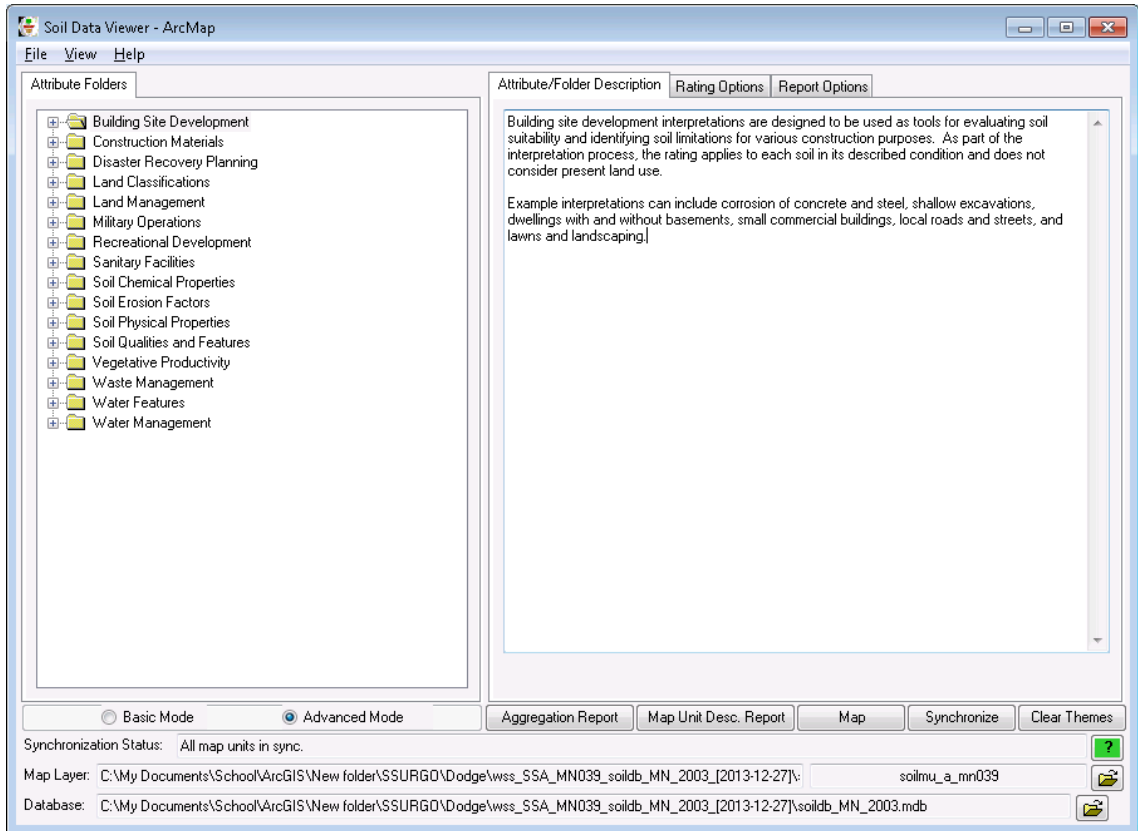 Soil Data Viewer - ArcMap
File View Help
Attribute Folders
Building Site Development
Construction Materials
Disaster Recovery Planning
Land Classifications
Land Management
Military Operations
Recreational Development
Sanitary Facilities
Soil Chemical Properties
Soil Erosion Factors
Soil Physical Properties
Soil Qualities and Features
Vegetative Productivity
Waste Management
Water Features
Water Management
Attribute/Folder Description Rating Options Report Options
Building site development interpretations are designed to be used as tools for evaluating soil
suitability and identifying soil limitations for various construction purposes. As part of the
interpretation process, the rating applies to each soil in its described condition and does not
consider present land use.
Example interpretations can include corrosion of concrete and steel, shallow excavations,
dwellings with and without basements, small commercial buildings, local roads and streets, and
lawns and landscaping.
Basic Mode Advanced Mode
Aggregation Report Map Unit Desc. Report Map Synchronize Clear Themes
Synchronization Status: All map units in sync. ?
Map Layer: C:\My Documents\School\ArcGIS\New folder\SSURGO\Dodge\wss_SSA_MN039_soildb_MN_2003_[2013-12-27]\ soilmu_a_mn039
Database: C:\My Documents\School\ArcGIS\New folder\SSURGO\Dodge\wss_SSA_MN039_soildb_MN_2003_[2013-12-27]\soildb_MN_2003.mdb